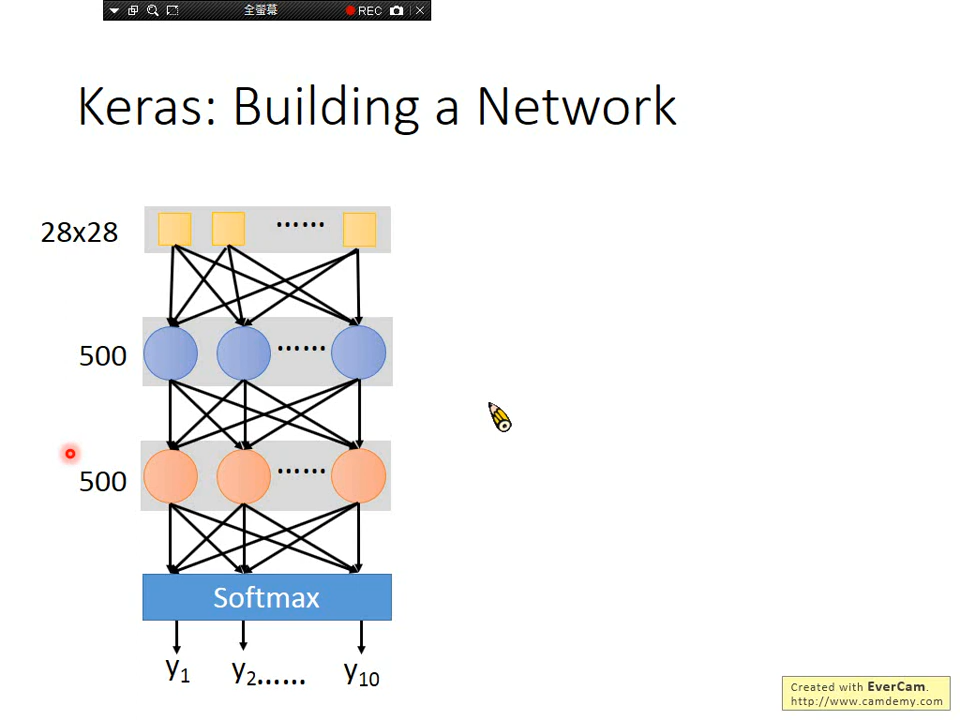 全螢幕 REC
Keras: Building a Network
28x28 ......
500 ......
500 ......
Softmax
y1 y2...... y10
Created with EverCam.
http://www.camdemy.com